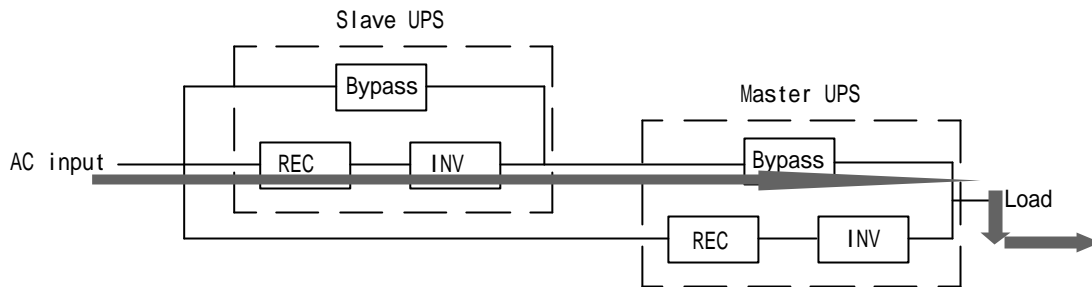 Slave UPS
Bypass
Master UPS
AC input
REC
INV
Bypass
Load
REC
INV